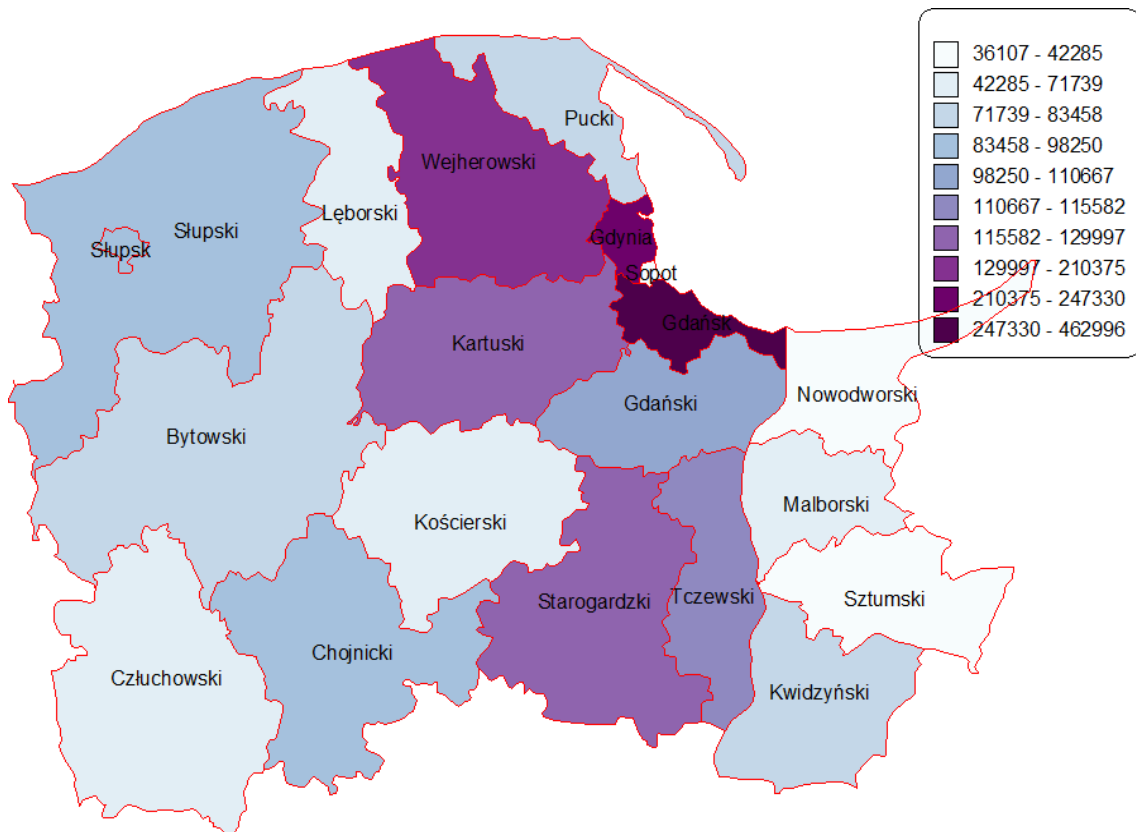 36107 - 42285
42285 - 71739
71739 - 83458
83458 - 98250
98250 - 110667
110667 - 115582
115582 - 129997
129997 - 210375
210375 - 247330
247330 - 462996
Pucki
Wejherowski
Lęborski
Słupski
Słupsk
Gdynia
Sopot
Gdańsk
Kartuski
Nowodworski
Gdański
Bytowski
Malborski
Kościerski
Sztumski
Starogardzki
Tczewski
Chojnicki
Człuchowski
Kwidzyński